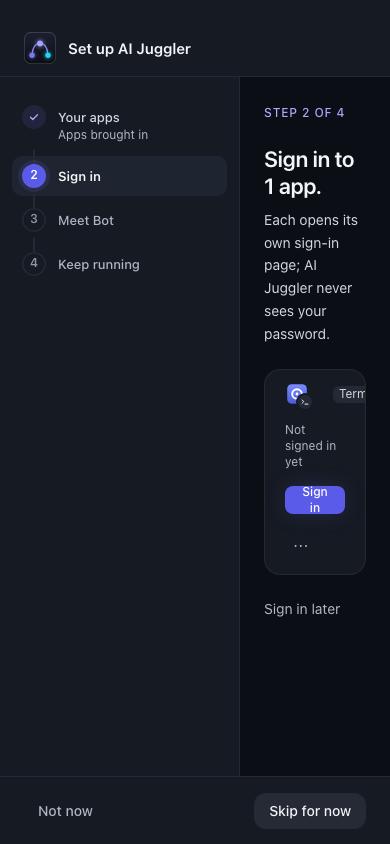 Set up AI Juggler
Your apps
Apps brought in
2
Sign in
3
Meet Bot
4
Keep running
STEP 2 OF 4
Sign in to
1 app.
Each opens its
own sign-in
page; AI
Juggler never
sees your
password.
Term
Not
signed in
yet
Sign
in
...
Sign in later
Not now
Skip for now